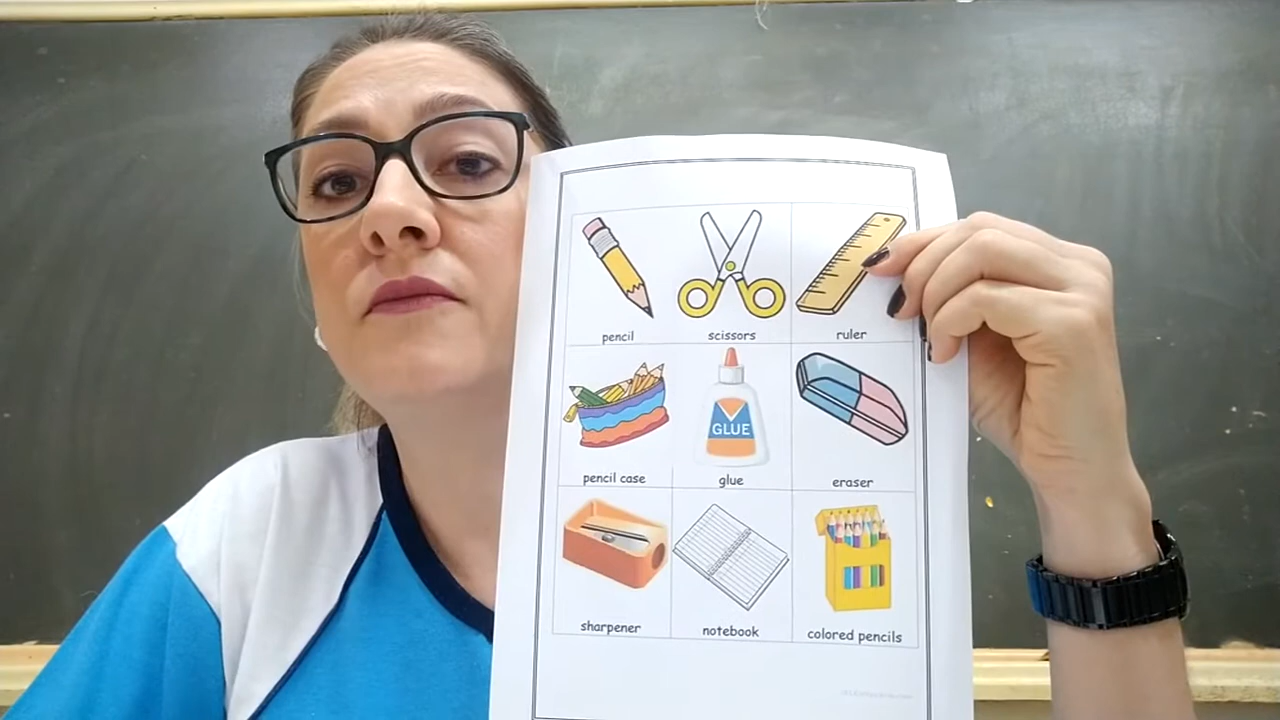 pencil
scissors
ruler
pencil case
GLUE
glue
eraser
sharpener
notebook
colored pencils